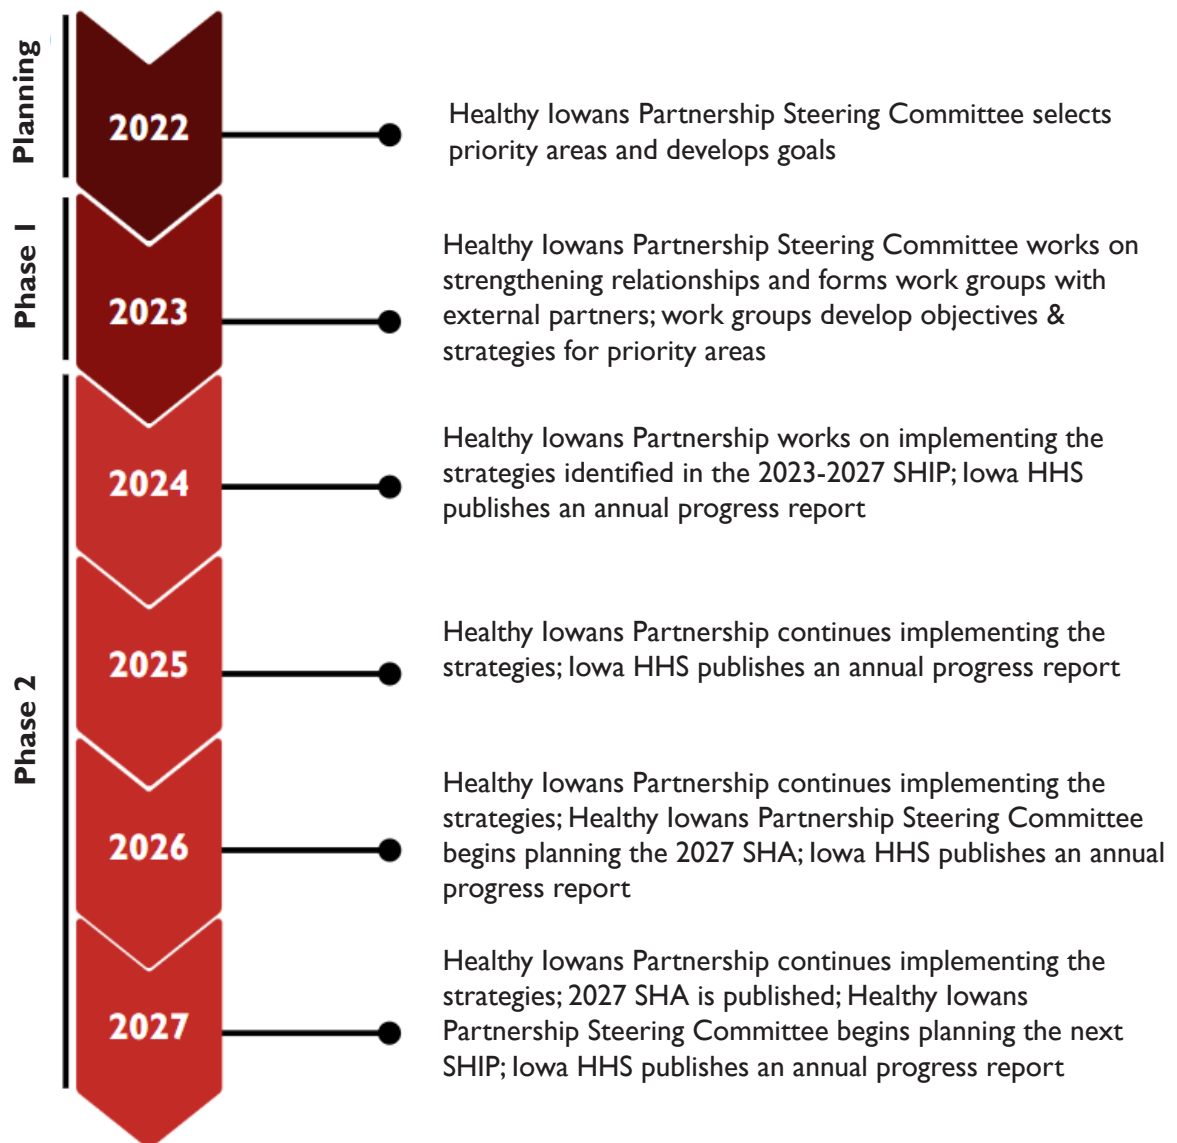 Planning
2022
Healthy Iowans Partnership Steering Committee selects
priority areas and develops goals
Phase 1
2023
Healthy Iowans Partnership Steering Committee works on
strengthening relationships and forms work groups with
external partners; work groups develop objectives &
strategies for priority areas
Phase 2
2024
Healthy Iowans Partnership works on implementing the
strategies identified in the 2023-2027 SHIP; Iowa HHS
publishes an annual progress report
2025
Healthy Iowans Partnership continues implementing the
strategies; Iowa HHS publishes an annual progress report
2026
Healthy Iowans Partnership continues implementing the
strategies; Healthy Iowans Partnership Steering Committee
begins planning the 2027 SHA; Iowa HHS publishes an annual
progress report
2027
Healthy Iowans Partnership continues implementing the
strategies; 2027 SHA is published; Healthy Iowans
Partnership Steering Committee begins planning the next
SHIP; Iowa HHS publishes an annual progress report